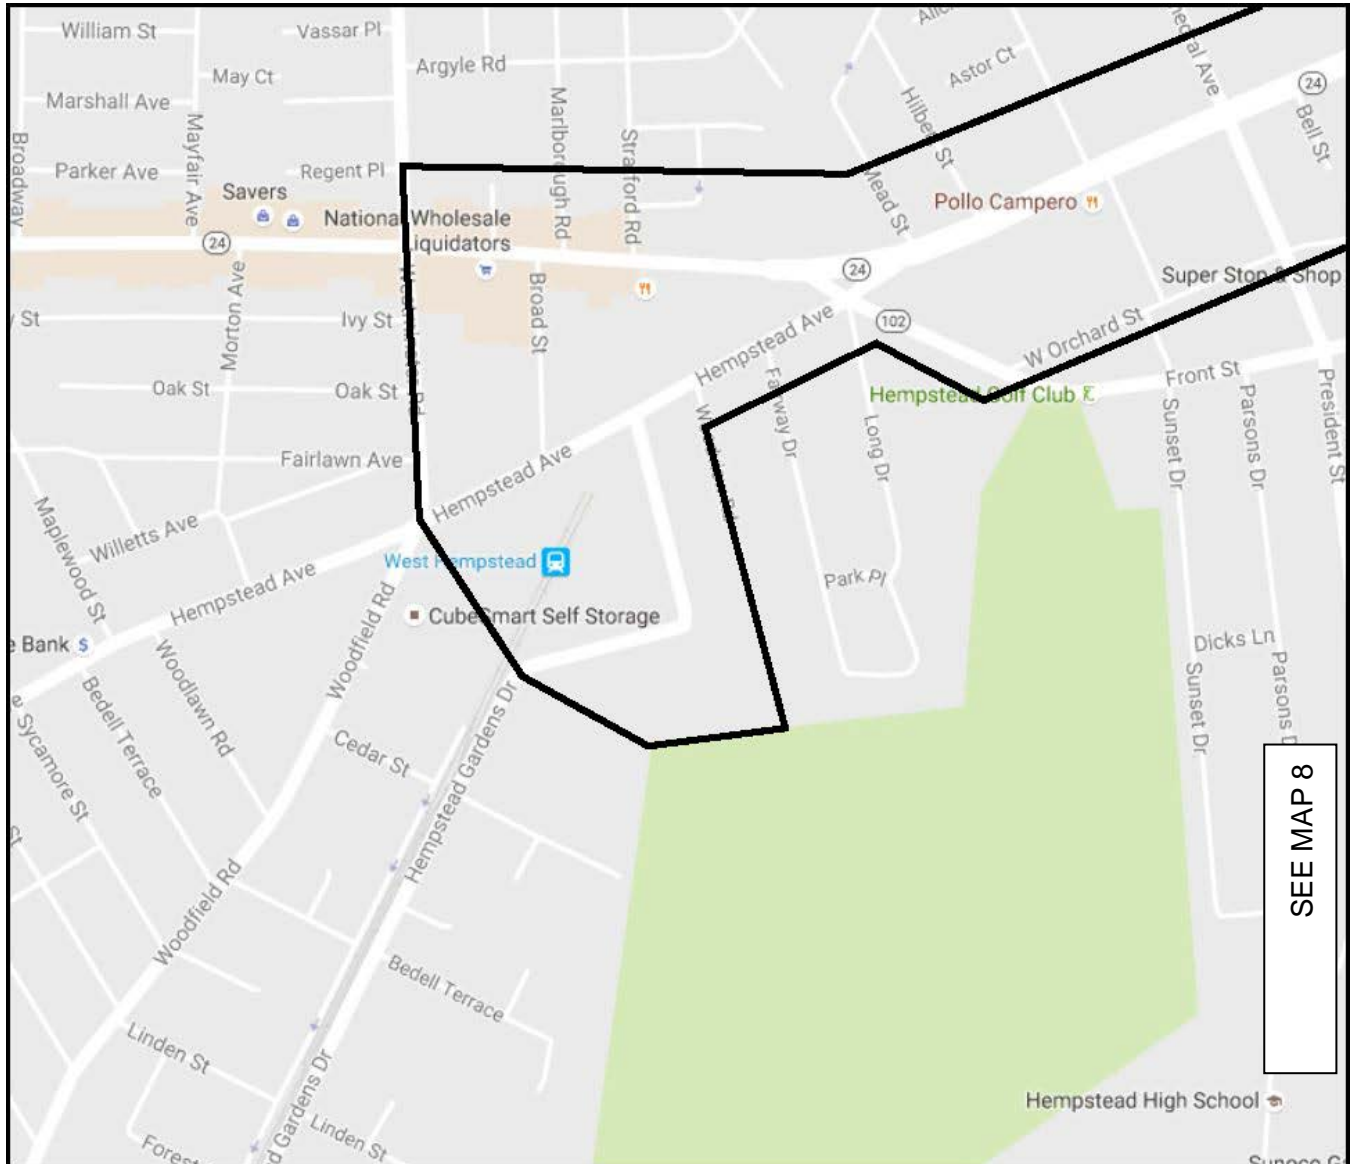 William St
Vassar Pl
May Ct
Argyle Rd
Astor Ct
24
Marshall Ave
Marlborough Rd
Hilbert St
Bell St
Broadway
Mayfair Ave
Parker Ave
Regent Pl
Strafford Rd
Mead St
Savers
Pollo Campero
National Wholesale
Liquidators
24
24
Super Stop & Shop
Morton Ave
Broad St
Ivy St
St
102
W Orchard St
Hempstead Ave
Oak St
Oak St
Hempstead Golf Club
Front St
Fairway Dr
Long Dr
Sunset Dr
Parsons Dr
President St
Fairlawn Ave
Hempstead Ave
Maplewood St
Willetts Ave
West Hempstead
Hempstead Ave
Park Pl
CubeSmart Self Storage
Woodfield Rd
Bank
$
Dicks Ln
Woodlawn Rd
Bedell Terrace
Sunset Dr
Parsons D
Sycamore St
Cedar St
Hempstead Gardens Dr
SEE MAP 8
St
Woodfield Rd
Bedell Terrace
Linden St
d Gardens Dr
Hempstead High School
Linden St
Forest